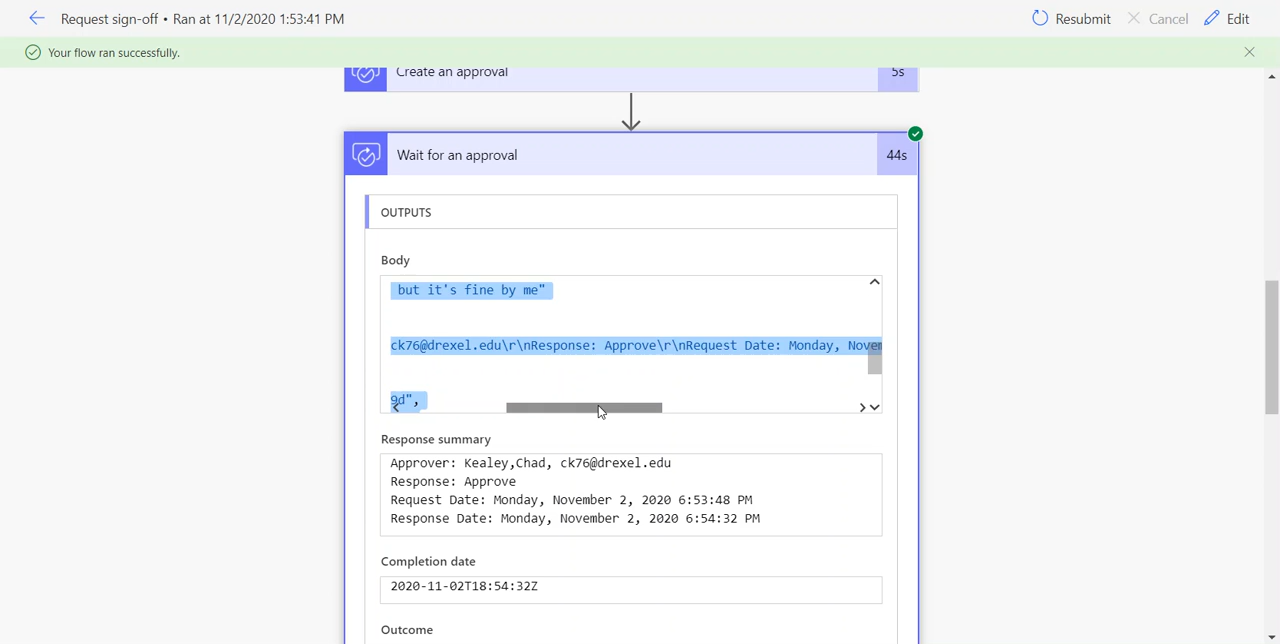 Request sign-off • Ran at 11/2/2020 1:53:41 PM
Resubmit
Cancel
Edit
Your flow ran successfully.
Create an approval
5s
Wait for an approval
44s
OUTPUTS
Body
but it's fine by me"
ck76@drexel.edu\r\nResponse: Approve\r\nRequest Date: Monday, Novem
9d",
Response summary
Approver: Kealey,Chad, ck76@drexel.edu
Response: Approve
Request Date: Monday, November 2, 2020 6:53:48 PM
Response Date: Monday, November 2, 2020 6:54:32 PM
Completion date
2020-11-02T18:54:32Z
Outcome